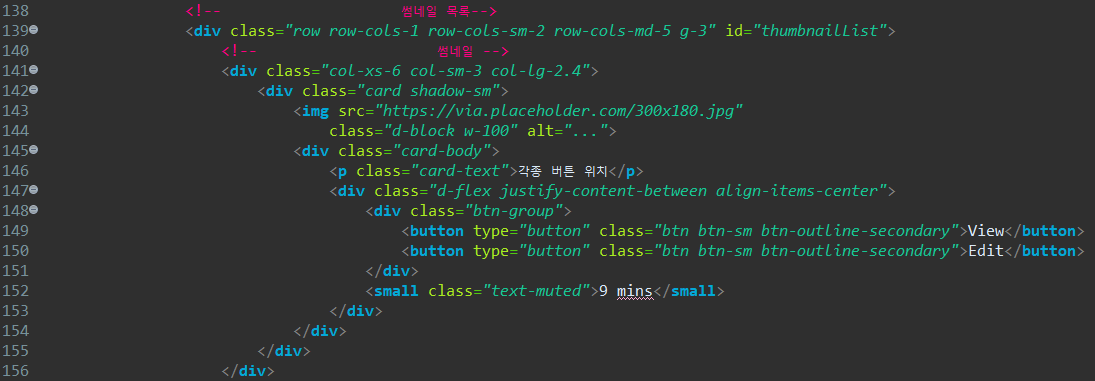 138 <!-- 썸네일 목록-->
139 <div class="row row-cols-1 row-cols-sm-2 row-cols-md-5 g-3" id="thumbnailList">
140 <!-- 썸네일 -->
141 <div class="col-xs-6 col-sm-3 col-lg-2.4">
142 <div class="card shadow-sm">
143 <img src="https://via.placeholder.com/300x180.jpg"
144 class="d-block w-100" alt="...">
145 <div class="card-body">
146 <p class="card-text">각종 버튼 위치</p>
147 <div class="d-flex justify-content-between align-items-center">
148 <div class="btn-group">
149 <button type="button" class="btn btn-sm btn-outline-secondary">View</button>
150 <button type="button" class="btn btn-sm btn-outline-secondary">Edit</button>
151 </div>
152 <small class="text-muted">9 mins</small>
153 </div>
154 </div>
155 </div>
156 </div>